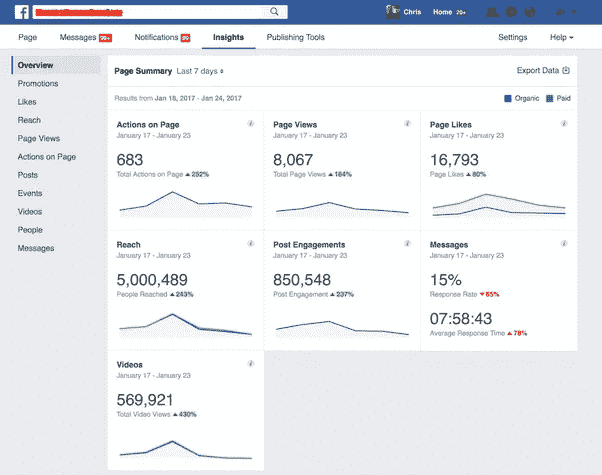 f
Chris Home 20+
Page Messages 99+ Notifications 99 Insights Publishing Tools Settings Help
Overview
Promotions
Likes
Reach
Page Views
Actions on Page
Posts
Events
Videos
People
Messages
Page Summary Last 7 days
Export Data
Results from Jan 18, 2017 - Jan 24, 2017
Organic Paid
Actions on Page
January 17 - January 23
683
Total Actions on Page ▲252%
Page Views
January 17 - January 23
8,067
Total Page Views ▲184%
Page Likes
January 17 - January 23
16,793
Page Likes ▲80%
Reach
January 17 - January 23
5,000,489
People Reached ▲243%
Post Engagements
January 17 - January 23
850,548
Post Engagement ▲237%
Messages
January 17 - January 23
15%
Response Rate ▼65%
07:58:43
Average Response Time ▲78%
Videos
January 17 - January 23
569,921
Total Video Views ▲430%